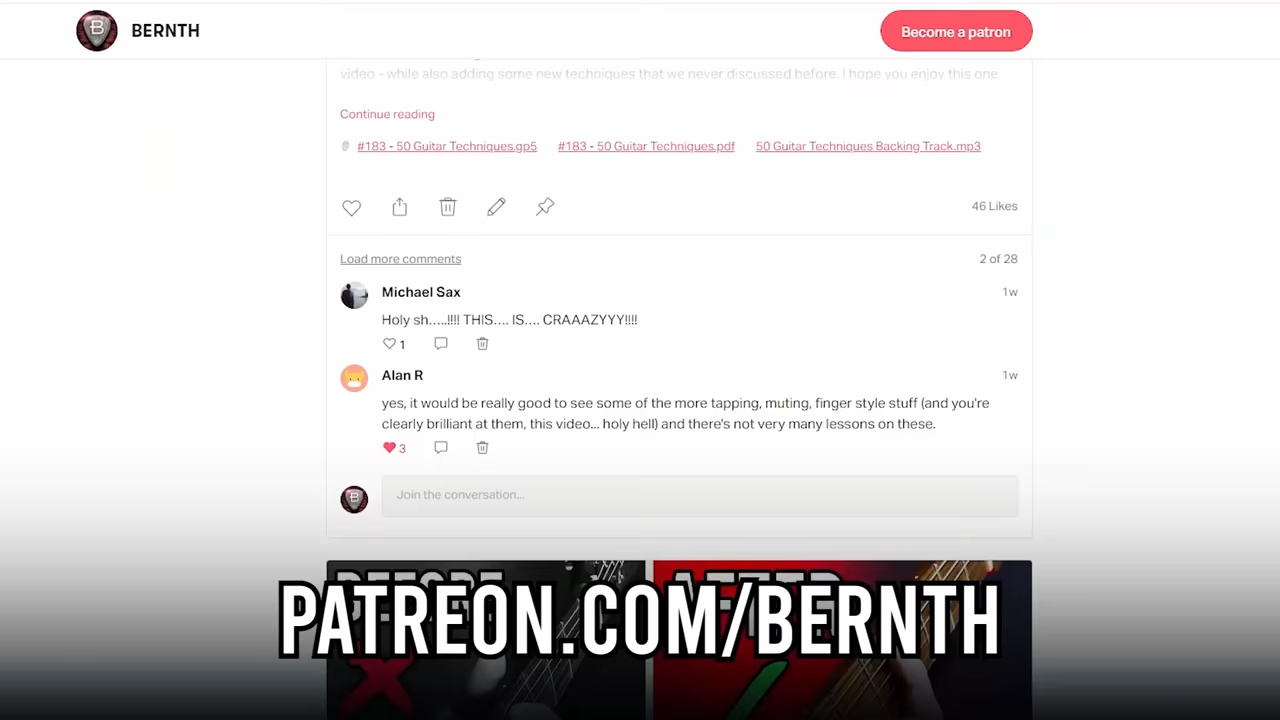 BERNTH
Become a patron
video - while also adding some new techniques that we never discussed before. I hope you enjoy this one
Continue reading
#183 - 50 Guitar Techniques.gp5 #183 - 50 Guitar Techniques.pdf 50 Guitar Techniques Backing Track.mp3
46 Likes
Load more comments 2 of 28
Michael Sax 1w
Holy sh.....!!!! THIS.... IS.... CRAAAZYYY!!!!
1
Alan R 1w
yes, it would be really good to see some of the more tapping, muting, finger style stuff (and you're
clearly brilliant at them, this video... holy hell) and there's not very many lessons on these.
3
Join the conversation...
BEFORE AFTER
PATREON.COM/BERNTH